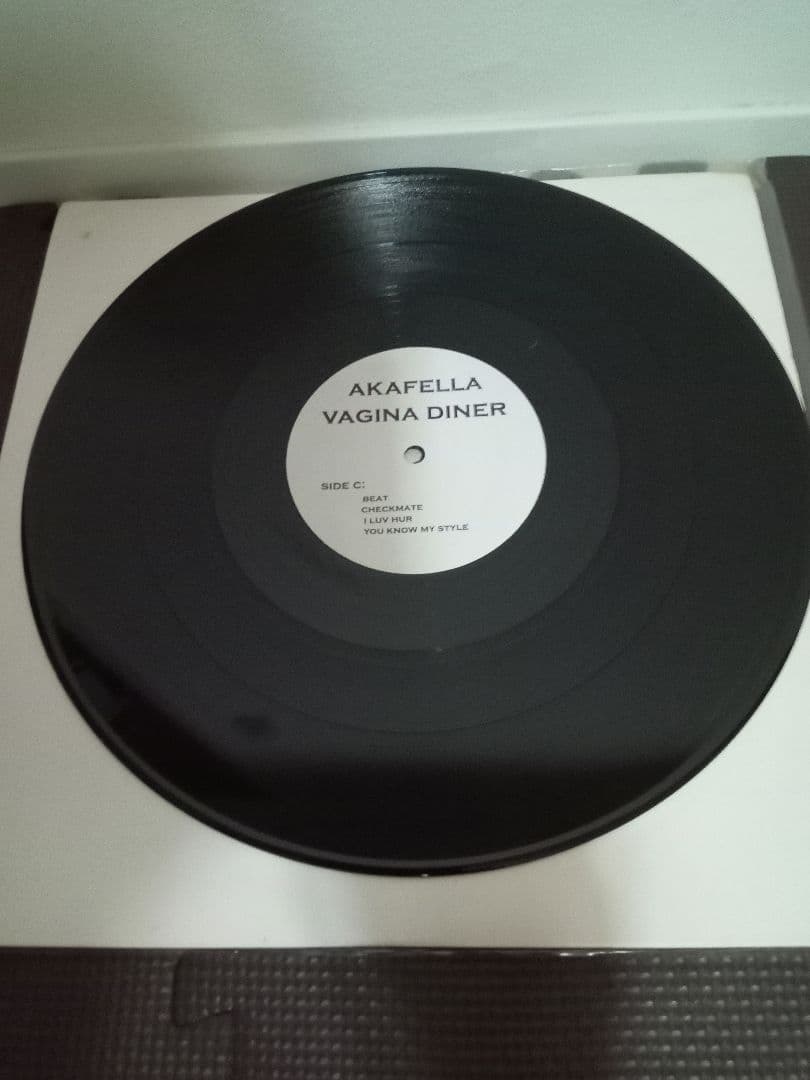 AKAFELLA
VAGINA DINER
SIDE C:
BEAT
CHECKMATE
I LUV HUR
YOU KNOW MY STYLE